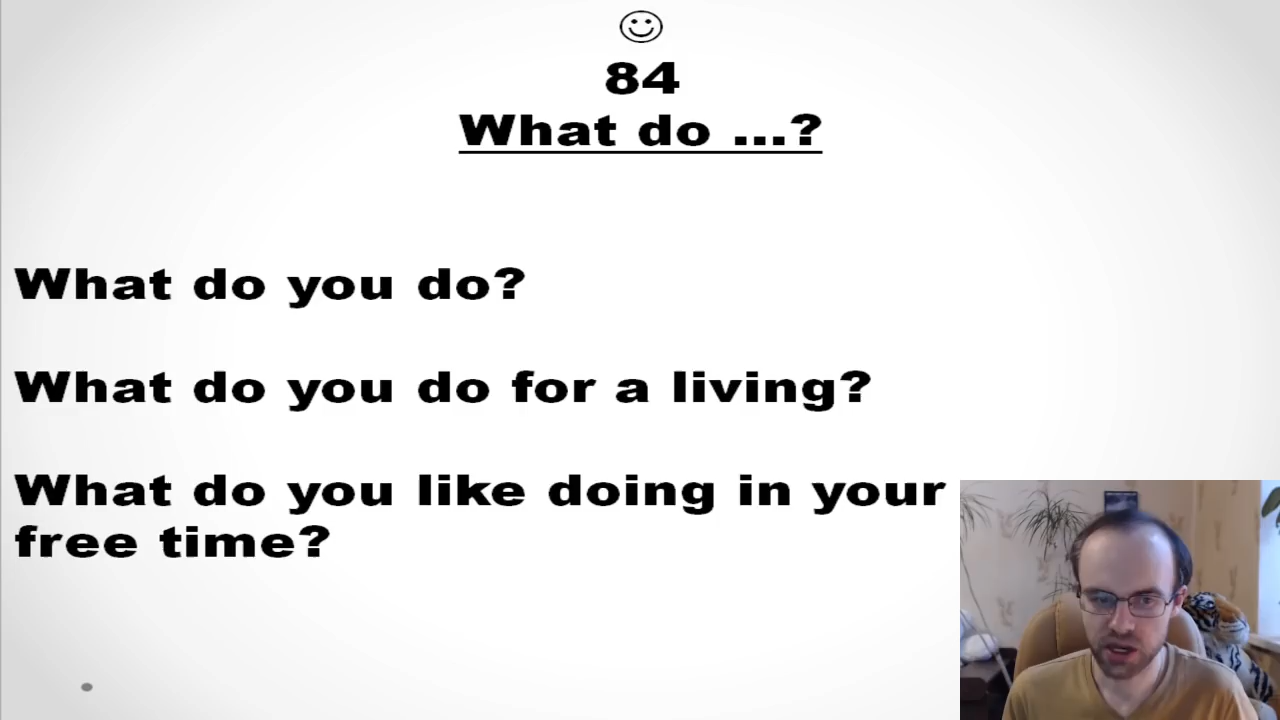 84
What do ...?
What do you do?
What do you do for a living?
What do you like doing in your
free time?